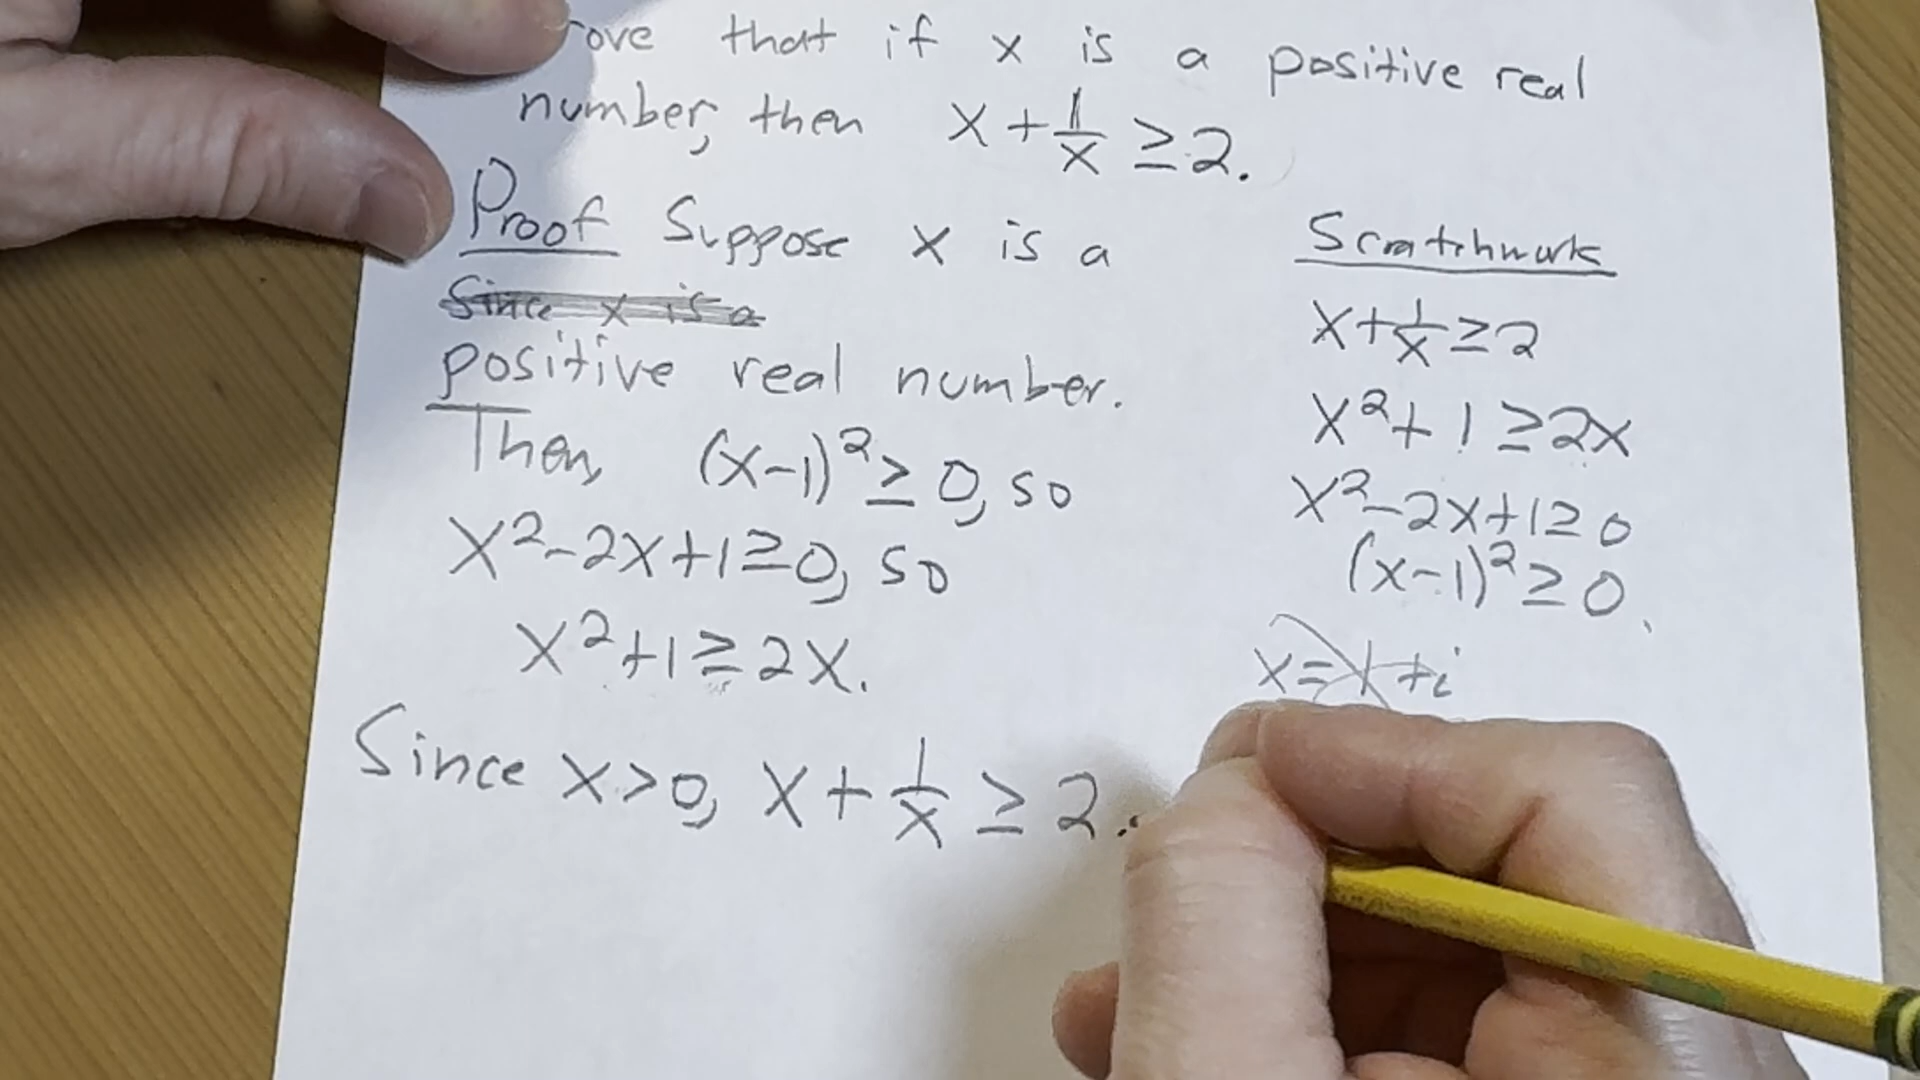 rove that if x is a positive real
number, then x + 1/x ≥ 2.
Proof Suppose x is a
Since x is a
positive real number.
Then, (x-1)² ≥ 0, so
x²-2x+1 ≥ 0, so
x²+1 ≥ 2x.
Since x>0, x + 1/x ≥ 2.
Scratchwork
x + 1/x ≥ 2
x²+1 ≥ 2x
x²-2x+1 ≥ 0
(x-1)² ≥ 0.
x = 1+i